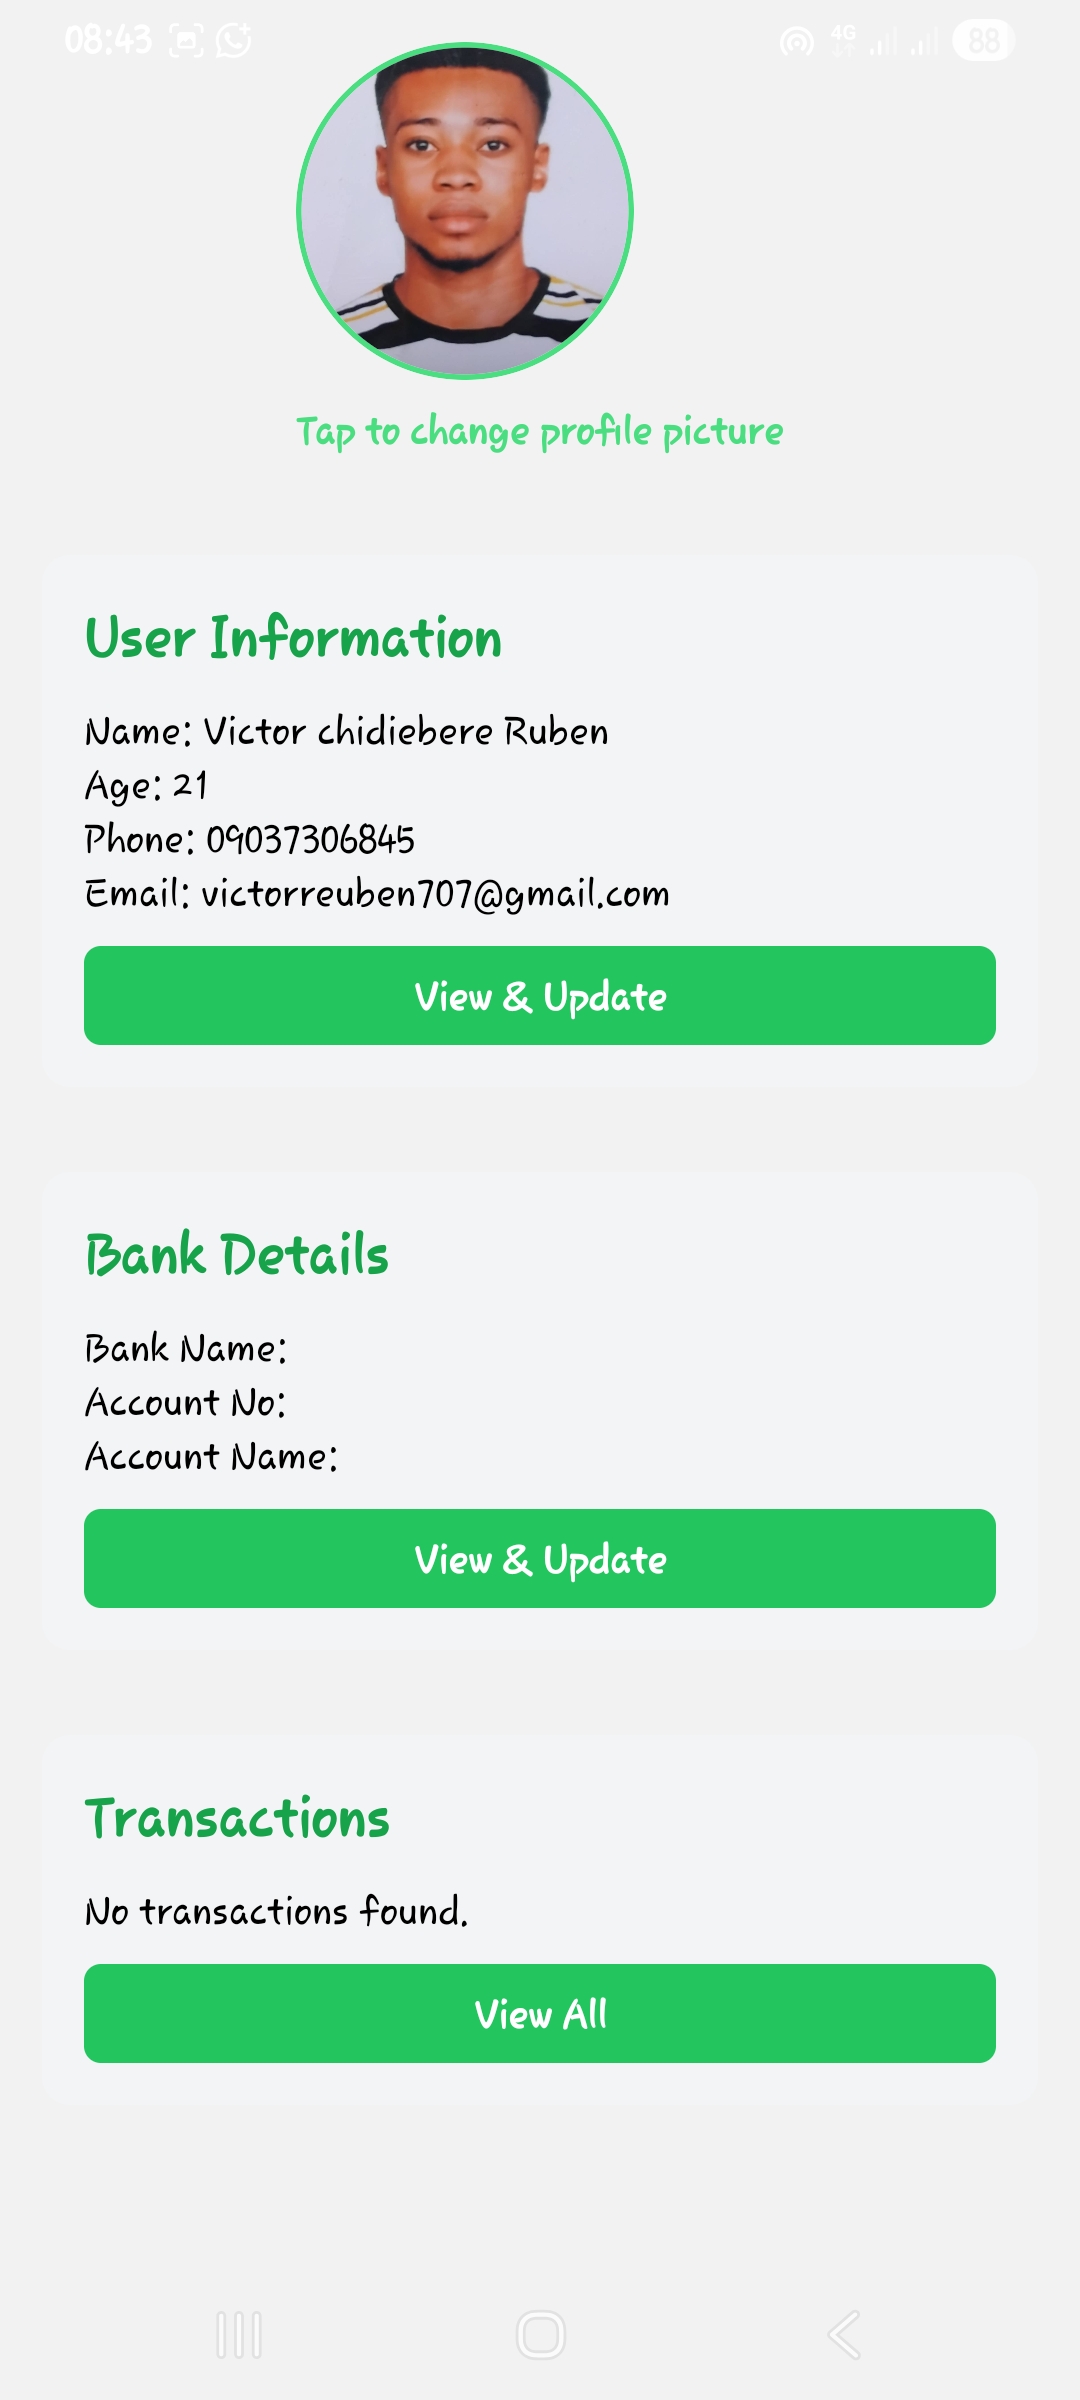 08:43
4G
88
Tap to change profile picture
User Information
Name: Victor chidiebere Ruben
Age: 21
Phone: 09037306845
Email: victorreuben707@gmail.com
View & Update
Bank Details
Bank Name:
Account No:
Account Name:
View & Update
Transactions
No transactions found.
View All